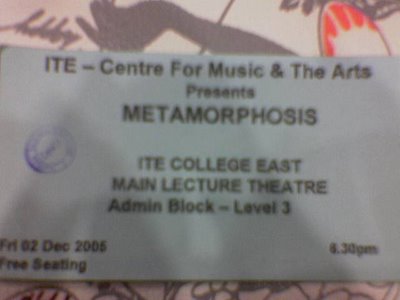 ITE – Centre For Music & The Arts
Presents
METAMORPHOSIS
ITE COLLEGE EAST
MAIN LECTURE THEATRE
Admin Block – Level 3
Fri 02 Dec 2005
8.30pm
Free Seating